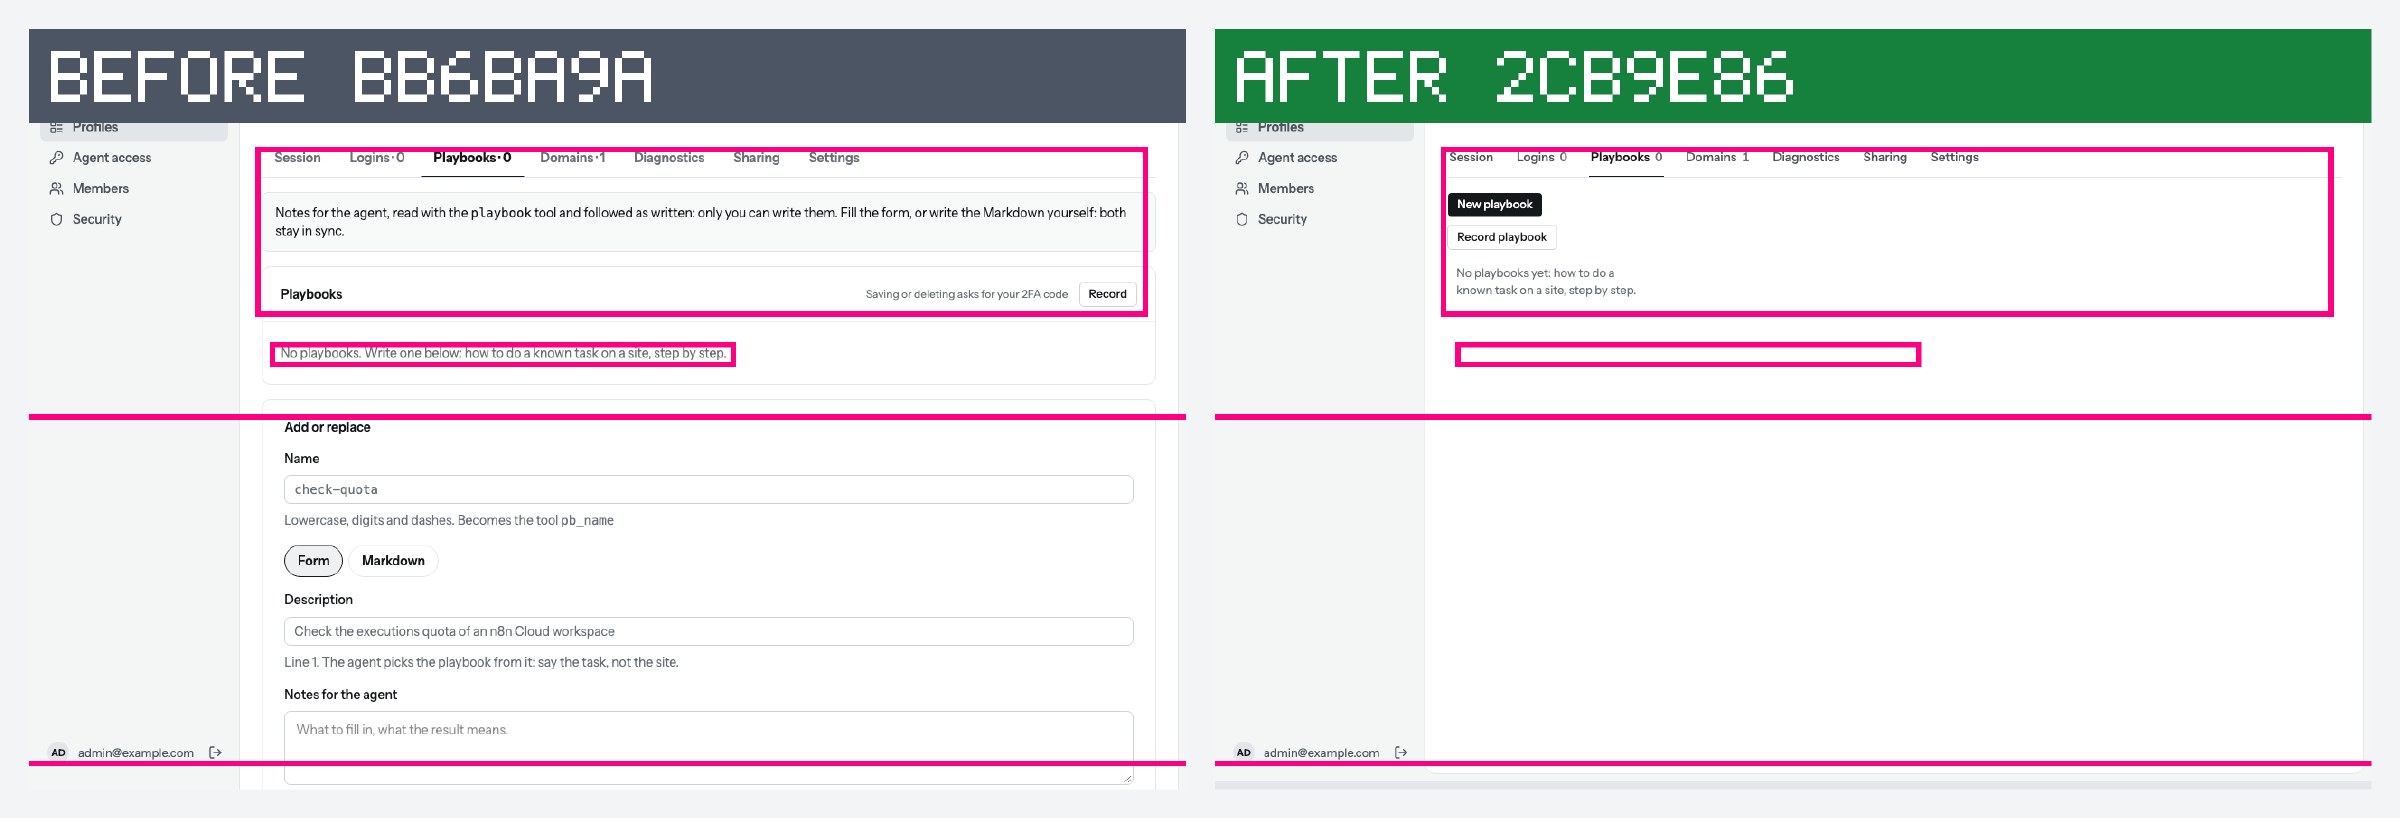 BEFORE BB6BA9A
Profiles
Agent access
Members
Security
Session Logins · 0 Playbooks · 0 Domains · 1 Diagnostics Sharing Settings
Notes for the agent, read with the playbook tool and followed as written: only you can write them. Fill the form, or write the Markdown yourself: both
stay in sync.
Playbooks
Saving or deleting asks for your 2FA code
Record
No playbooks. Write one below: how to do a known task on a site, step by step.
Add or replace
Name
check-quota
Lowercase, digits and dashes. Becomes the tool pb_name
Form Markdown
Description
Check the executions quota of an n8n Cloud workspace
Line 1. The agent picks the playbook from it: say the task, not the site.
Notes for the agent
What to fill in, what the result means.
AD admin@example.com
AFTER 2CB9E86
Profiles
Agent access
Members
Security
Session Logins 0 Playbooks 0 Domains 1 Diagnostics Sharing Settings
New playbook
Record playbook
No playbooks yet: how to do a
known task on a site, step by step.
AD admin@example.com